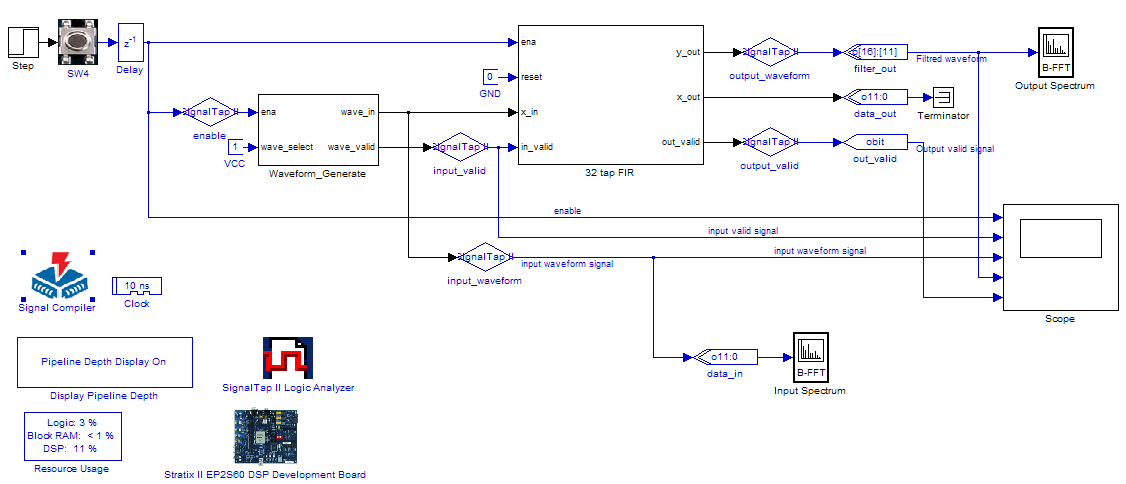 Step
SW4
z-1
Delay
SignalTap II
enable
1
VCC
ena
wave_select
wave_in
wave_valid
Waveform_Generate
SignalTap II
input_valid
0
GND
ena
reset
x_in
in_valid
y_out
x_out
out_valid
32 tap FIR
SignalTap II
output_waveform
o[16]:[11]
filter_out
Filtred waveform
B-FFT
Output Spectrum
o11:0
data_out
Terminator
SignalTap II
output_valid
obit
out_valid
Output valid signal
enable
input valid signal
SignalTap II
input_waveform
input waveform signal
input waveform signal
Scope
o11:0
data_in
B-FFT
Input Spectrum
Signal Compiler
10 ns
Clock
Pipeline Depth Display On
Display Pipeline Depth
SignalTap II Logic Analyzer
Logic: 3 %
Block RAM: < 1 %
DSP: 11 %
Resource Usage
Stratix II EP2S60 DSP Development Board